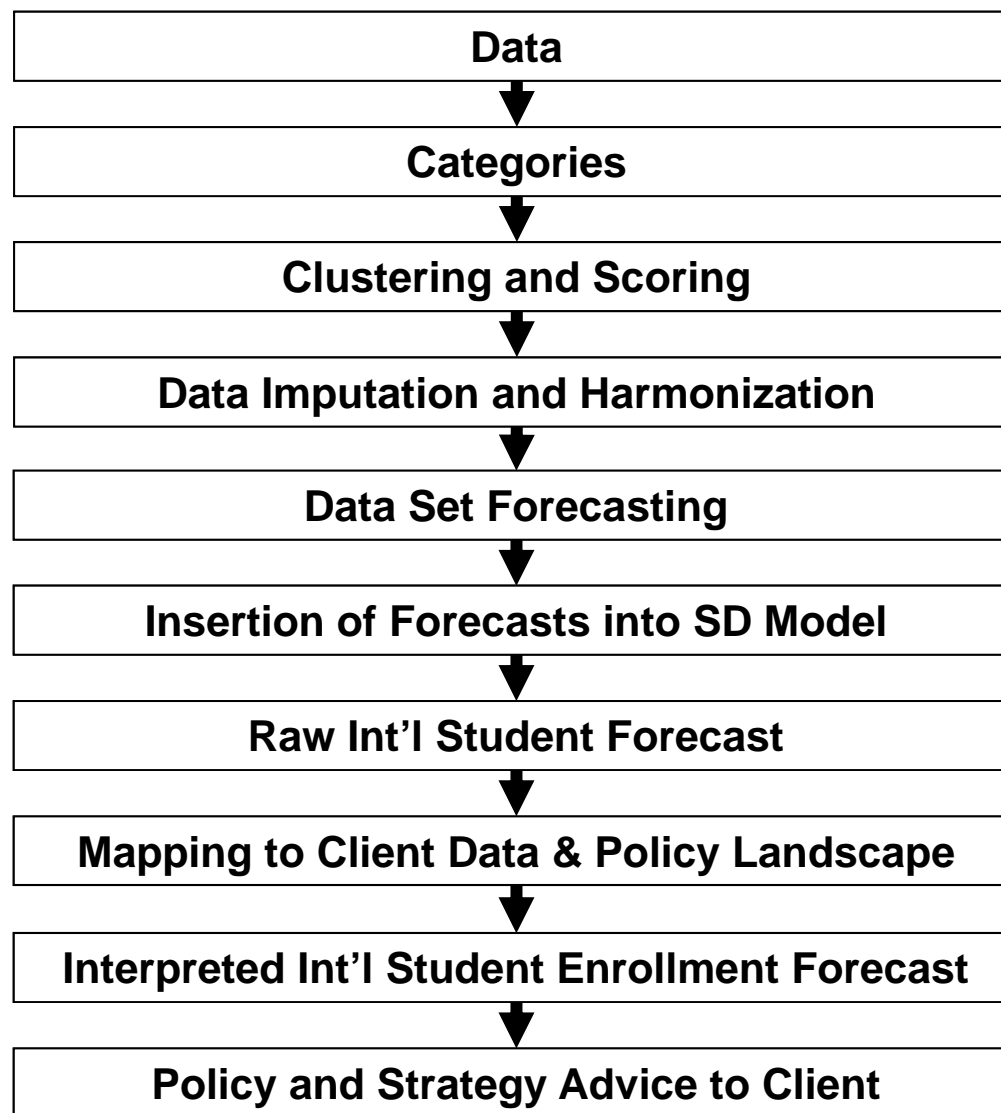 Data
Categories
Clustering and Scoring
Data Imputation and Harmonization
Data Set Forecasting
Insertion of Forecasts into SD Model
Raw Int’l Student Forecast
Mapping to Client Data & Policy Landscape
Interpreted Int’l Student Enrollment Forecast
Policy and Strategy Advice to Client